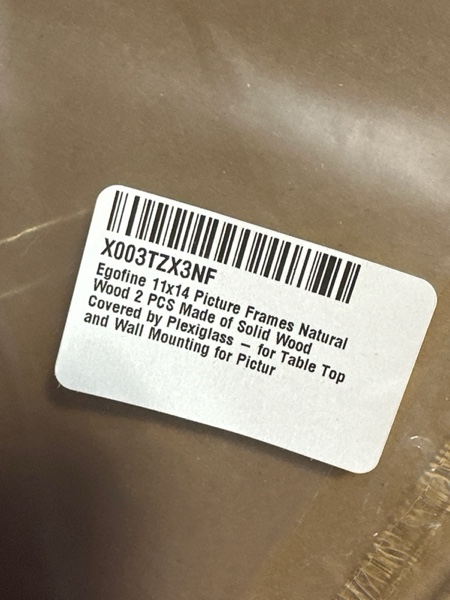 X003TZX3NF
Egofine 11x14 Picture Frames Natural
Wood 2 PCS Made of Solid Wood
Covered by Plexiglass – for Table Top
and Wall Mounting for Pictur